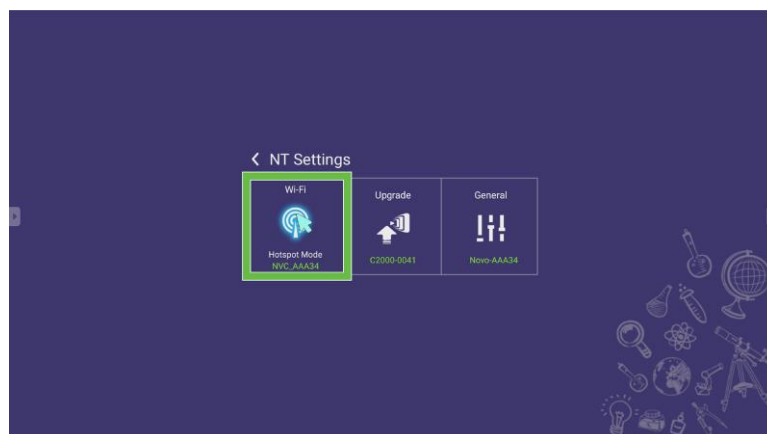 NT Settings
Wi-Fi
Hotspot Mode
NVC_AAA34
Upgrade
C2000-0041
General
Novo-AAA34